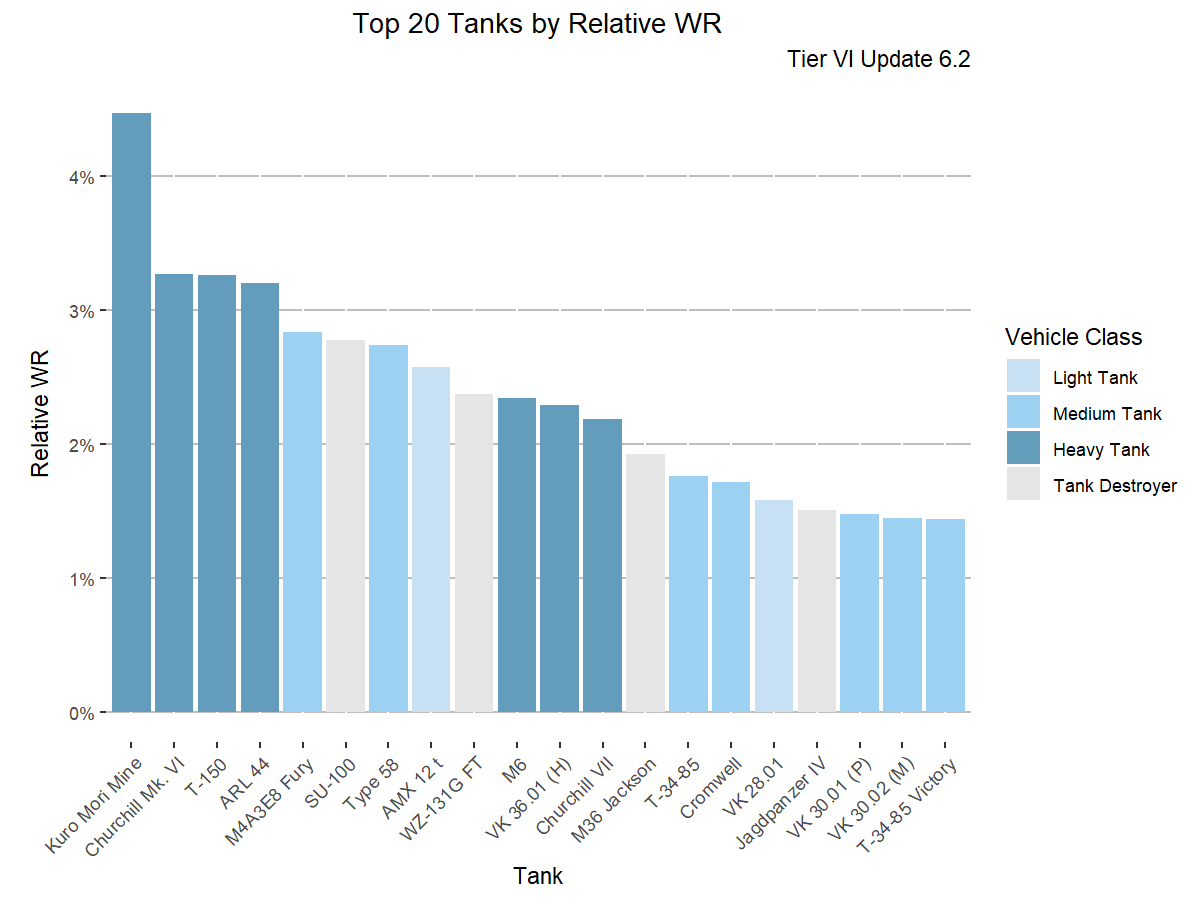 Top 20 Tanks by Relative WR
Tier VI Update 6.2
4%
3%
2%
1%
0%
Relative WR
Kuro Mori Mine
Churchill Mk. VI
T-150
ARL 44
M4A3E8 Fury
SU-100
Type 58
AMX 12 t
WZ-131G FT
M6
VK 36.01 (H)
Churchill VII
M36 Jackson
T-34-85
Cromwell
VK 28.01
Jagdpanzer IV
VK 30.01 (P)
VK 30.02 (M)
T-34-85 Victory
Tank
Vehicle Class
Light Tank
Medium Tank
Heavy Tank
Tank Destroyer